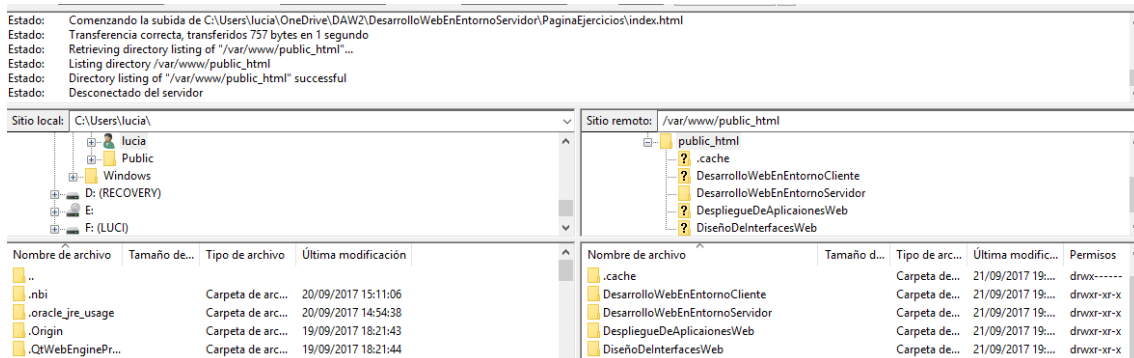 Estado: Comenzando la subida de C:\Users\lucia\OneDrive\DAW2\DesarrolloWebEnEntornoServidor\PaginaEjercicios\index.html
Estado: Transferencia correcta, transferidos 757 bytes en 1 segundo
Estado: Retrieving directory listing of "/var/www/public_html"...
Estado: Listing directory /var/www/public_html
Estado: Directory listing of "/var/www/public_html" successful
Estado: Desconectado del servidor
Sitio local: C:\Users\lucia\
lucia
Public
Windows
D: (RECOVERY)
E:
F: (LUCI)
Sitio remoto: /var/www/public_html
public_html
.cache
DesarrolloWebEnEntornoCliente
DesarrolloWebEnEntornoServidor
DespliegueDeAplicaionesWeb
DiseñoDeInterfacesWeb
Nombre de archivo Tamaño de... Tipo de archivo Última modificación
..
.nbi Carpeta de arc... 20/09/2017 15:11:06
.oracle_jre_usage Carpeta de arc... 20/09/2017 14:54:38
.Origin Carpeta de arc... 19/09/2017 18:21:43
.QtWebEnginePr... Carpeta de arc... 19/09/2017 18:21:44
Nombre de archivo Tamaño d... Tipo de arc... Última modific... Permisos
.cache Carpeta de... 21/09/2017 19:... drwx------
DesarrolloWebEnEntornoCliente Carpeta de... 21/09/2017 19:... drwxr-xr-x
DesarrolloWebEnEntornoServidor Carpeta de... 21/09/2017 19:... drwxr-xr-x
DespliegueDeAplicaionesWeb Carpeta de... 21/09/2017 19:... drwxr-xr-x
DiseñoDeInterfacesWeb Carpeta de... 21/09/2017 19:... drwxr-xr-x